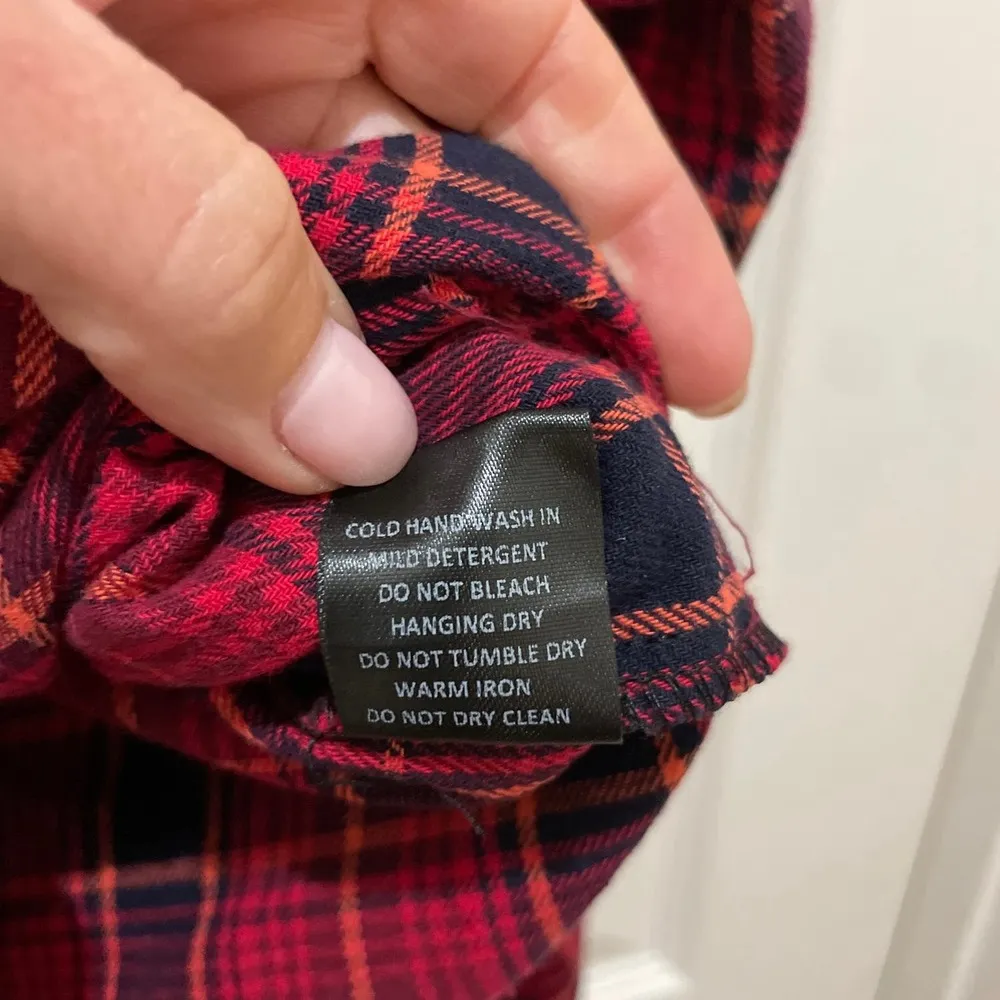 COLD HAND WASH IN
MILD DETERGENT
DO NOT BLEACH
HANGING DRY
DO NOT TUMBLE DRY
WARM IRON
DO NOT DRY CLEAN